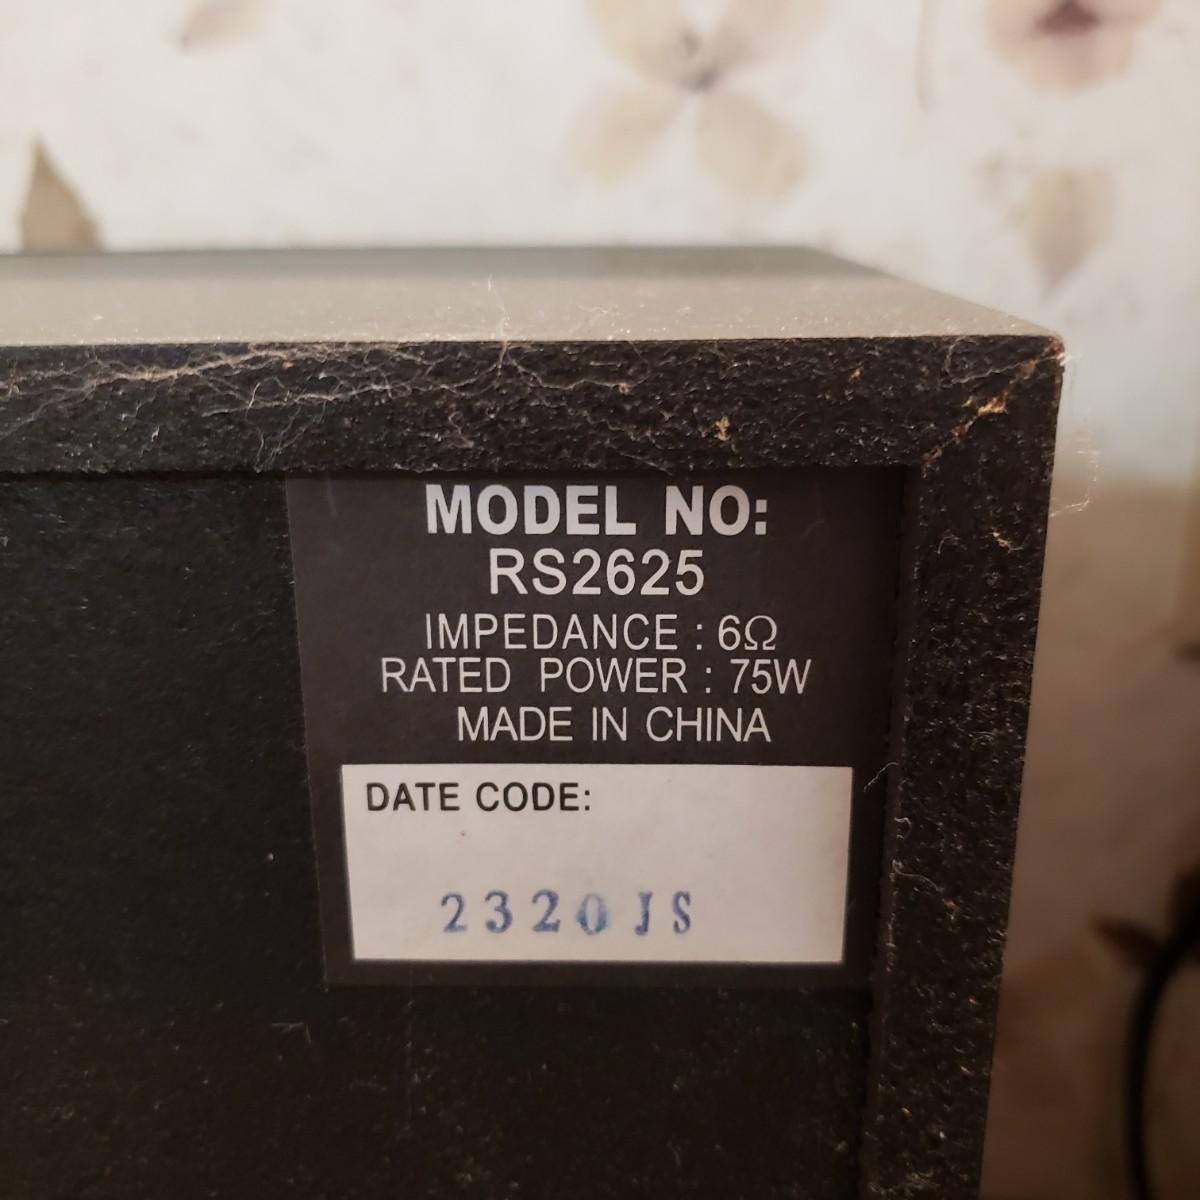 MODEL NO:
RS2625
IMPEDANCE : 6Ω
RATED POWER : 75W
MADE IN CHINA
DATE CODE:
2320JS